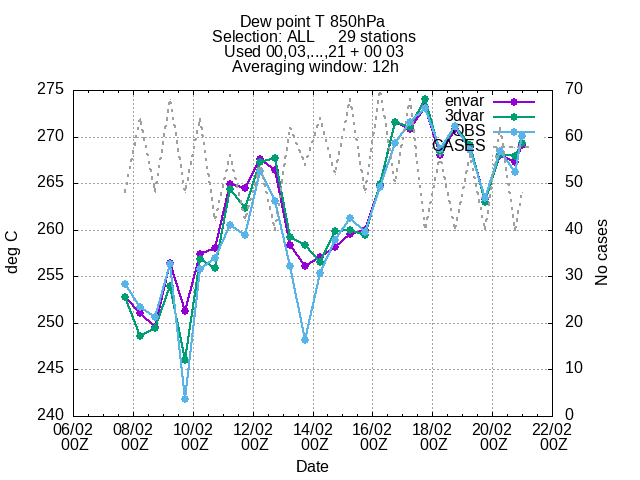 Dew point T 850hPa
Selection: ALL 29 stations
Used 00,03,...,21 + 00 03
Averaging window: 12h
275
270
265
260
255
250
245
240
deg C
70
60
50
40
30
20
10
0
No cases
envar
3dvar
OBS
CASES
06/02 08/02 10/02 12/02 14/02 16/02 18/02 20/02 22/02
00Z 00Z 00Z 00Z 00Z 00Z 00Z 00Z 00Z
Date